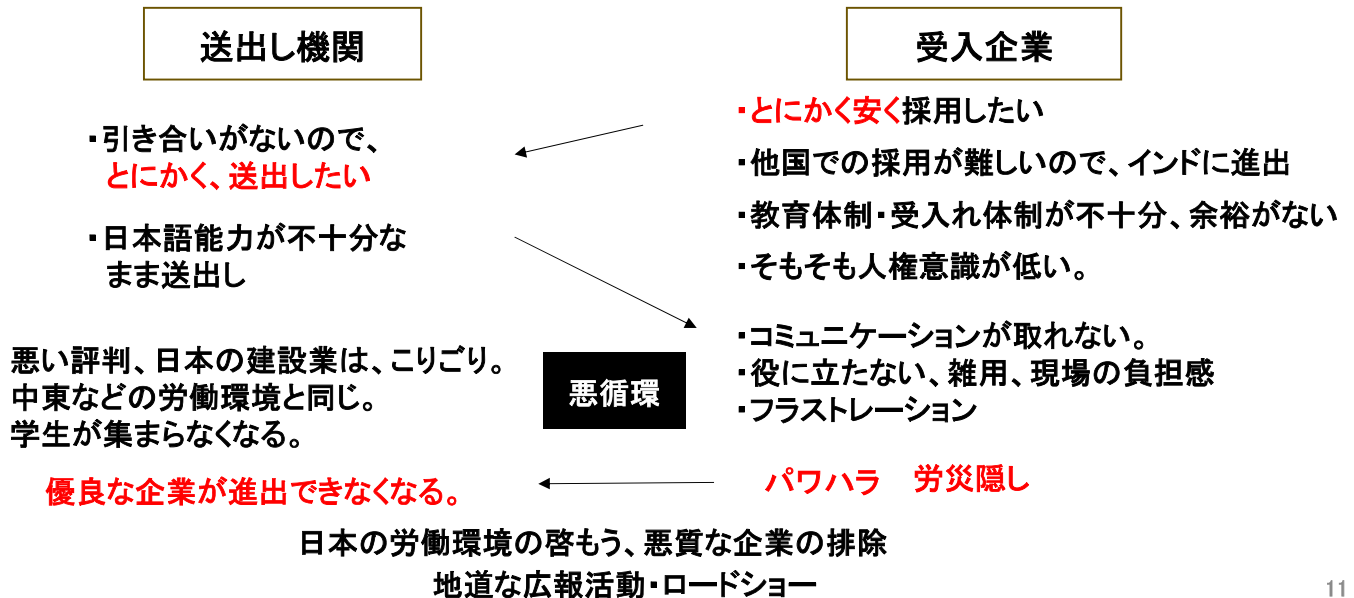 送出し機関
受入企業
・引き合いがないので、
とにかく、送出したい
・日本語能力が不十分な
まま送出し
・とにかく安く採用したい
・他国での採用が難しいので、インドに進出
・教育体制・受入れ体制が不十分、余裕がない
・そもそも人権意識が低い。
・コミュニケーションが取れない。
・役に立たない、雑用、現場の負担感
・フラストレーション
悪循環
悪い評判、日本の建設業は、こりごり。
中東などの労働環境と同じ。
学生が集まらなくなる。
優良な企業が進出できなくなる。
パワハラ 労災隠し
日本の労働環境の啓もう、悪質な企業の排除
地道な広報活動・ロードショー
11